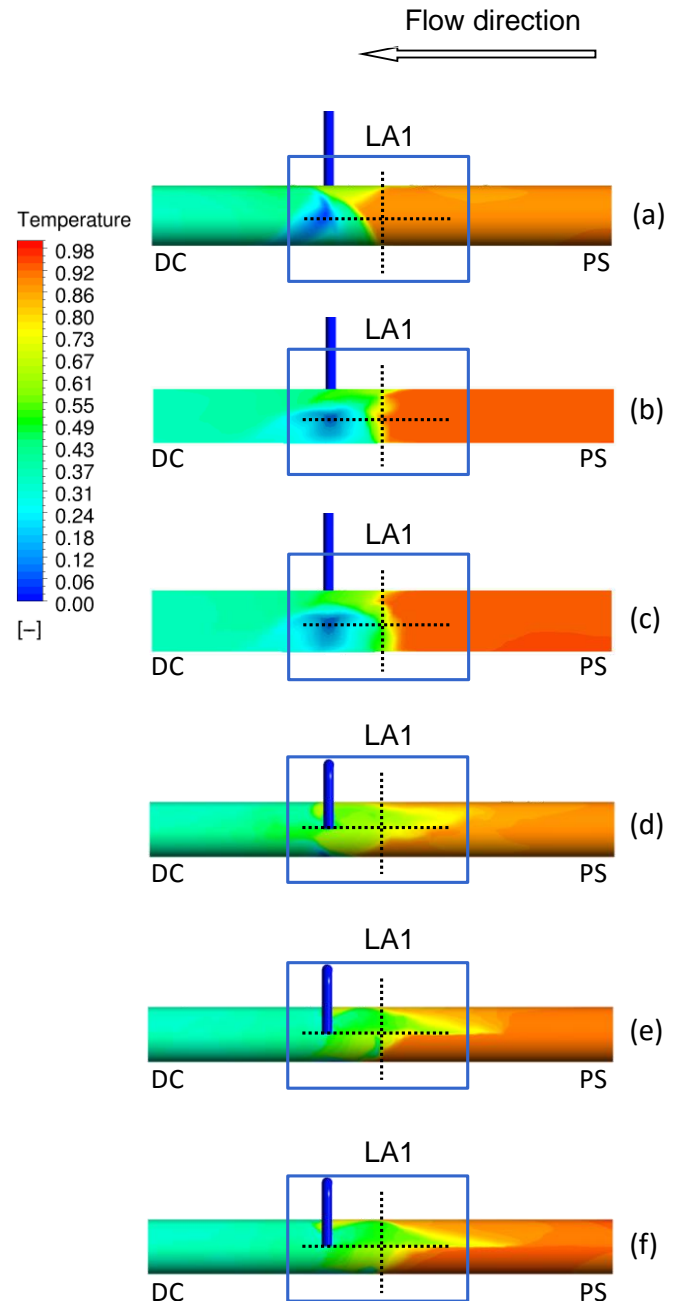 Flow direction
LA1
(a)
DC
PS
Temperature
0.98
0.92
0.86
0.80
0.73
0.67
0.61
0.55
0.49
0.43
0.37
0.31
0.24
0.18
0.12
0.06
0.00
[–]
LA1
(b)
DC
PS
LA1
(c)
DC
PS
LA1
(d)
DC
PS
LA1
(e)
DC
PS
LA1
(f)
DC
PS